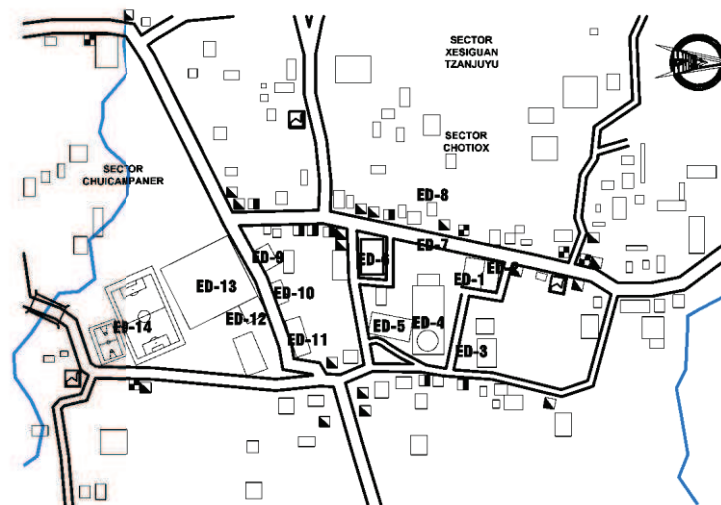 SECTOR
XESIGUAN
TZANJUYU
SECTOR
CHOTIOX
SECTOR
CHUICAMPANER
ED-8
ED-7
ED-9
ED-6
ED-2
ED-1
ED-13
ED-10
ED-12
ED-14
ED-5
ED-4
ED-11
ED-3